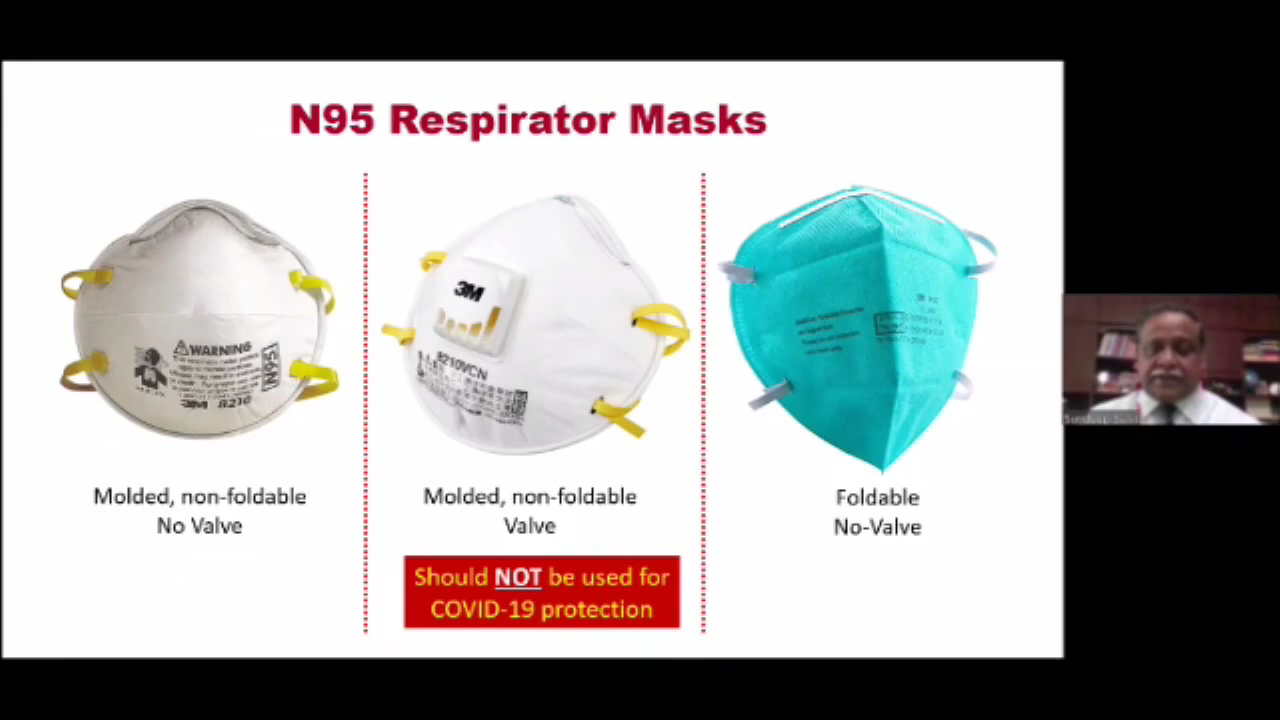 N95 Respirator Masks
WARNING
3M 8210
N95
3M
8210VCN
Molded, non-foldable
No Valve
Molded, non-foldable
Valve
Foldable
No-Valve
Should NOT be used for
COVID-19 protection